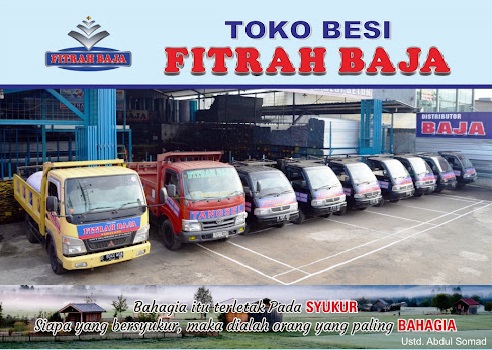 FITRAH BAJA
TOKO BESI
FITRAH BAJA
DISTRIBUTOR
BAJA
FITRAH BAJA
TANGSEL
Bahagia itu terletak Pada SYUKUR
Siapa yang bersyukur, maka dialah orang yang paling BAHAGIA
Ustd. Abdul Somad